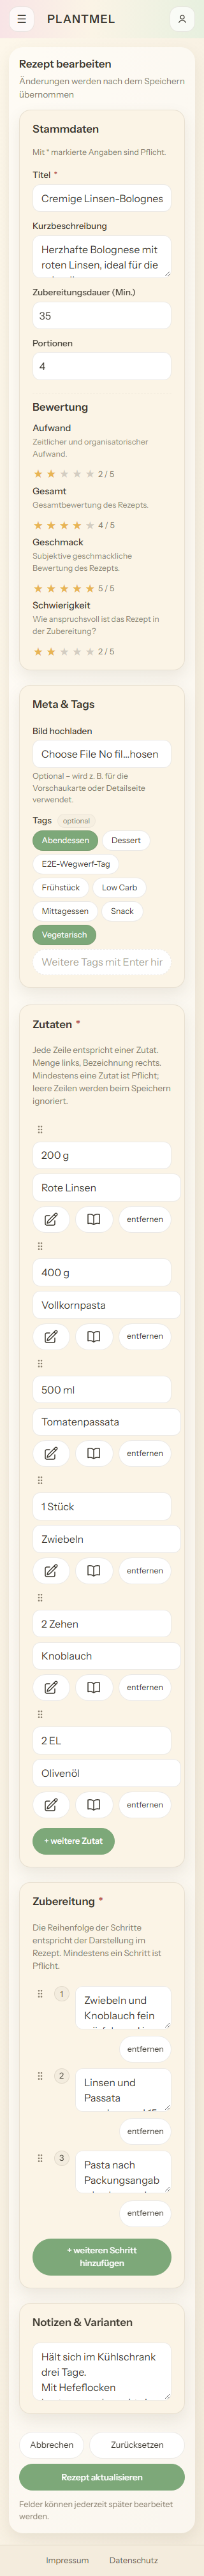 PLANTMEL
Rezept bearbeiten
Änderungen werden nach dem Speichern
übernommen
Stammdaten
Mit * markierte Angaben sind Pflicht.
Titel *
Cremige Linsen-Bolognes
Kurzbeschreibung
Herzhafte Bolognese mit
roten Linsen, ideal für die
Zubereitungsdauer (Min.)
35
Portionen
4
Bewertung
Aufwand
Zeitlicher und organisatorischer
Aufwand.
2 / 5
Gesamt
Gesamtbewertung des Rezepts.
4 / 5
Geschmack
Subjektive geschmackliche
Bewertung des Rezepts.
5 / 5
Schwierigkeit
Wie anspruchsvoll ist das Rezept in
der Zubereitung?
2 / 5
Meta & Tags
Bild hochladen
Choose File No fil...hosen
Optional – wird z. B. für die
Vorschaukarte oder Detailseite
verwendet.
Tags optional
Abendessen Dessert
E2E-Wegwerf-Tag
Frühstück Low Carb
Mittagessen Snack
Vegetarisch
Weitere Tags mit Enter hin
Zutaten *
Jede Zeile entspricht einer Zutat.
Menge links, Bezeichnung rechts.
Mindestens eine Zutat ist Pflicht;
leere Zeilen werden beim Speichern
ignoriert.
200 g
Rote Linsen
entfernen
400 g
Vollkornpasta
entfernen
500 ml
Tomatenpassata
entfernen
1 Stück
Zwiebeln
entfernen
2 Zehen
Knoblauch
entfernen
2 EL
Olivenöl
entfernen
+ weitere Zutat
Zubereitung *
Die Reihenfolge der Schritte
entspricht der Darstellung im
Rezept. Mindestens ein Schritt ist
Pflicht.
1
Zwiebeln und
Knoblauch fein
entfernen
2
Linsen und
Passata
entfernen
3
Pasta nach
Packungsangab
entfernen
+ weiteren Schritt
hinzufügen
Notizen & Varianten
Hält sich im Kühlschrank
drei Tage.
Mit Hefeflocken
Abbrechen Zurücksetzen
Rezept aktualisieren
Felder können jederzeit später bearbeitet
werden.
Impressum Datenschutz